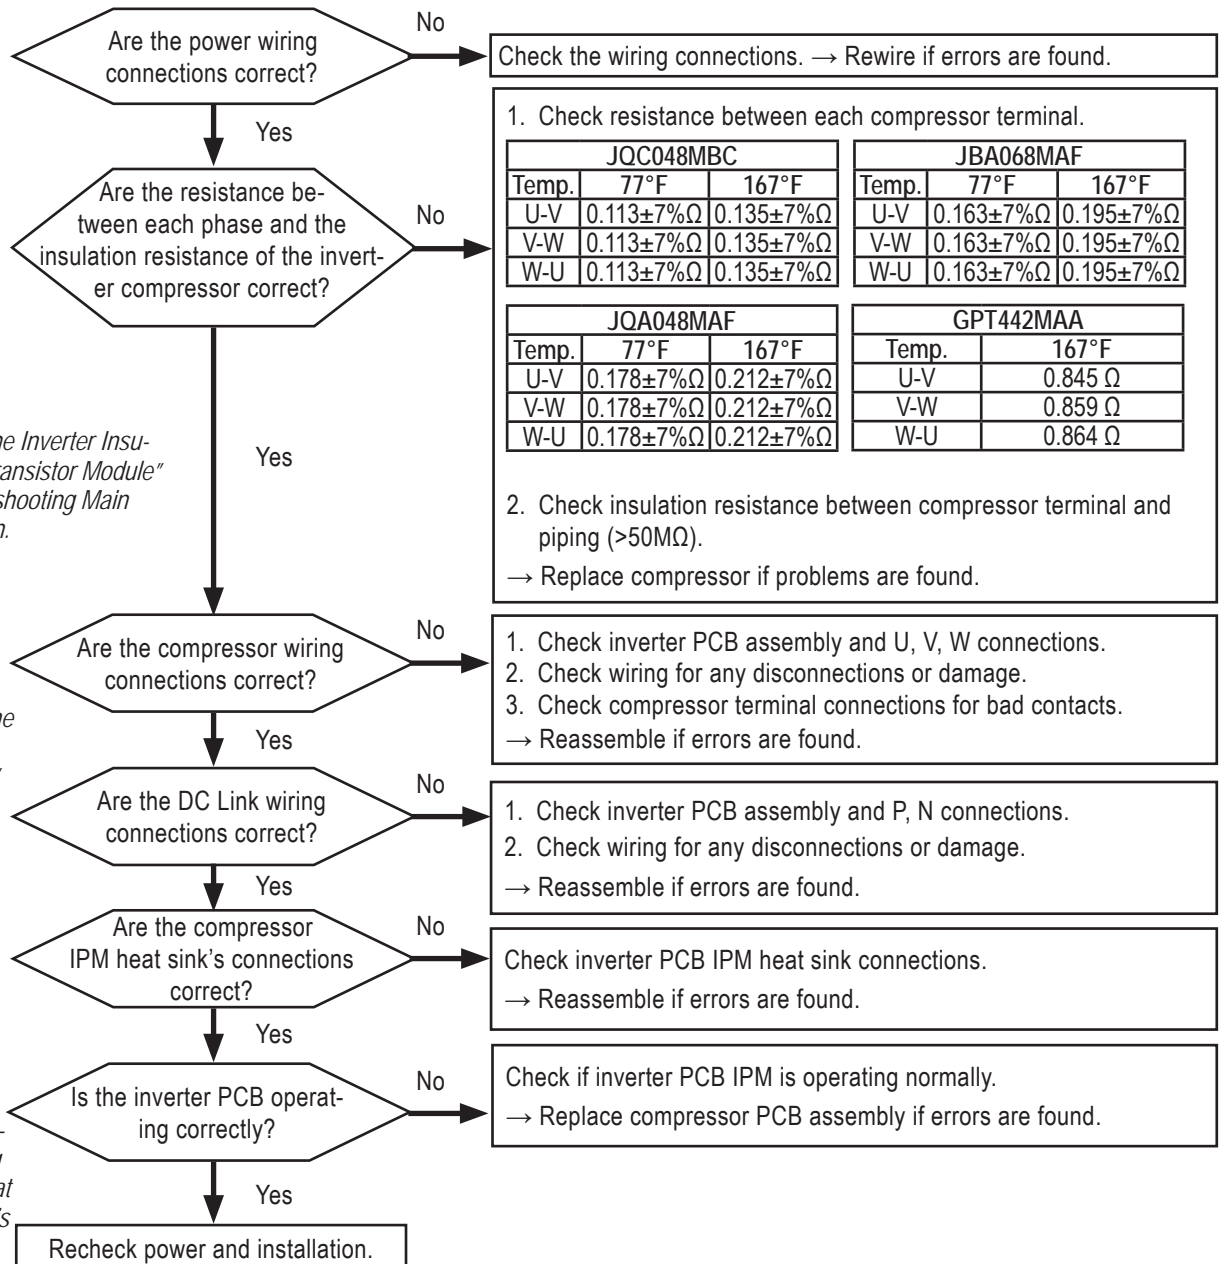 Are the power wiring
connections correct?
No
Check the wiring connections. → Rewire if errors are found.
Yes
Are the resistance be-
tween each phase and the
insulation resistance of the invert-
er compressor correct?
No
1. Check resistance between each compressor terminal.
JQC048MBC
Temp. 77°F 167°F
U-V 0.113±7%Ω 0.135±7%Ω
V-W 0.113±7%Ω 0.135±7%Ω
W-U 0.113±7%Ω 0.135±7%Ω
JBA068MAF
Temp. 77°F 167°F
U-V 0.163±7%Ω 0.195±7%Ω
V-W 0.163±7%Ω 0.195±7%Ω
W-U 0.163±7%Ω 0.195±7%Ω
JQA048MAF
Temp. 77°F 167°F
U-V 0.178±7%Ω 0.212±7%Ω
V-W 0.178±7%Ω 0.212±7%Ω
W-U 0.178±7%Ω 0.212±7%Ω
GPT442MAA
Temp. 167°F
U-V 0.845 Ω
V-W 0.859 Ω
W-U 0.864 Ω
2. Check insulation resistance between compressor terminal and
piping (>50MΩ).
→ Replace compressor if problems are found.
Inverter Insu-
Module"
Main
Yes
Are the compressor wiring
connections correct?
No
1. Check inverter PCB assembly and U, V, W connections.
2. Check wiring for any disconnections or damage.
3. Check compressor terminal connections for bad contacts.
→ Reassemble if errors are found.
Yes
Are the DC Link wiring
connections correct?
No
1. Check inverter PCB assembly and P, N connections.
2. Check wiring for any disconnections or damage.
→ Reassemble if errors are found.
Yes
Are the compressor
IPM heat sink's connections
correct?
No
Check inverter PCB IPM heat sink connections.
→ Reassemble if errors are found.
Yes
Is the inverter PCB operat-
ing correctly?
No
Check if inverter PCB IPM is operating normally.
→ Replace compressor PCB assembly if errors are found.
Yes
Recheck power and installation.